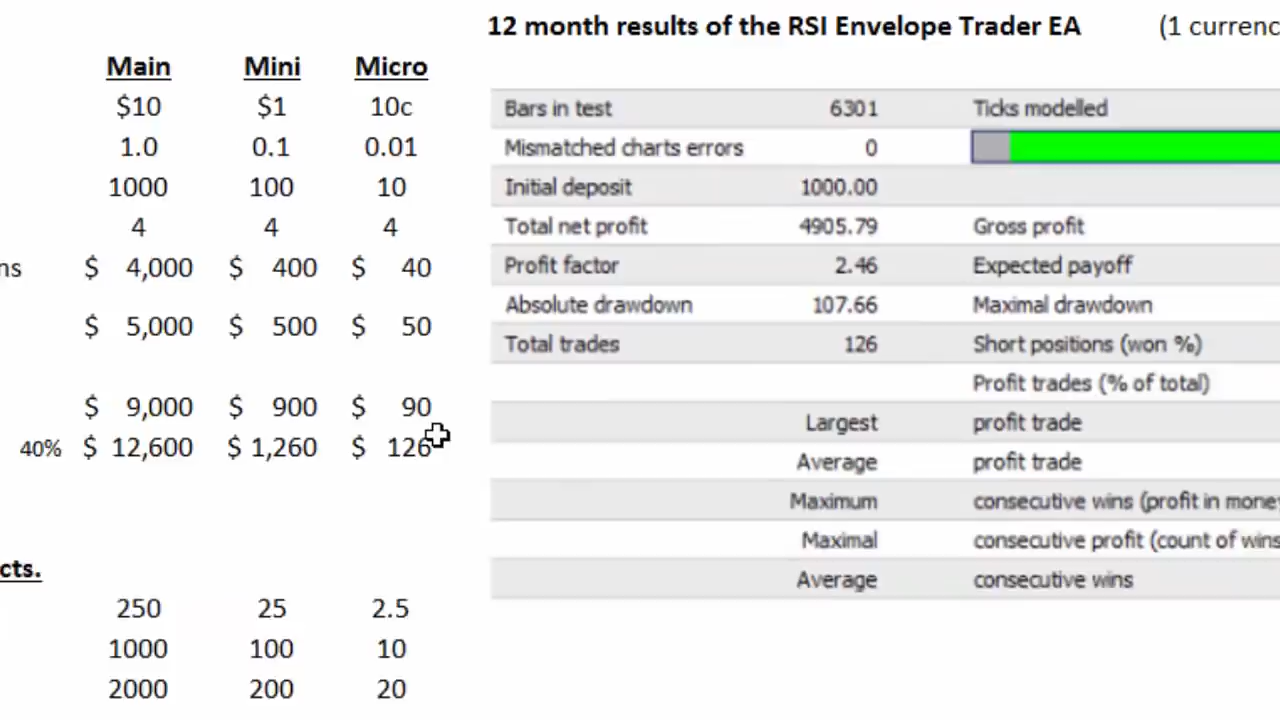 12 month results of the RSI Envelope Trader EA (1 currenc
Main Mini Micro
$10 $1 10c
1.0 0.1 0.01
1000 100 10
4 4 4
ns $ 4,000 $ 400 $ 40
$ 5,000 $ 500 $ 50
$ 9,000 $ 900 $ 90
40% $ 12,600 $ 1,260 $ 126
cts.
250 25 2.5
1000 100 10
2000 200 20
Bars in test 6301 Ticks modelled
Mismatched charts errors 0
Initial deposit 1000.00
Total net profit 4905.79 Gross profit
Profit factor 2.46 Expected payoff
Absolute drawdown 107.66 Maximal drawdown
Total trades 126 Short positions (won %)
Profit trades (% of total)
Largest profit trade
Average profit trade
Maximum consecutive wins (profit in money
Maximal consecutive profit (count of wins
Average consecutive wins